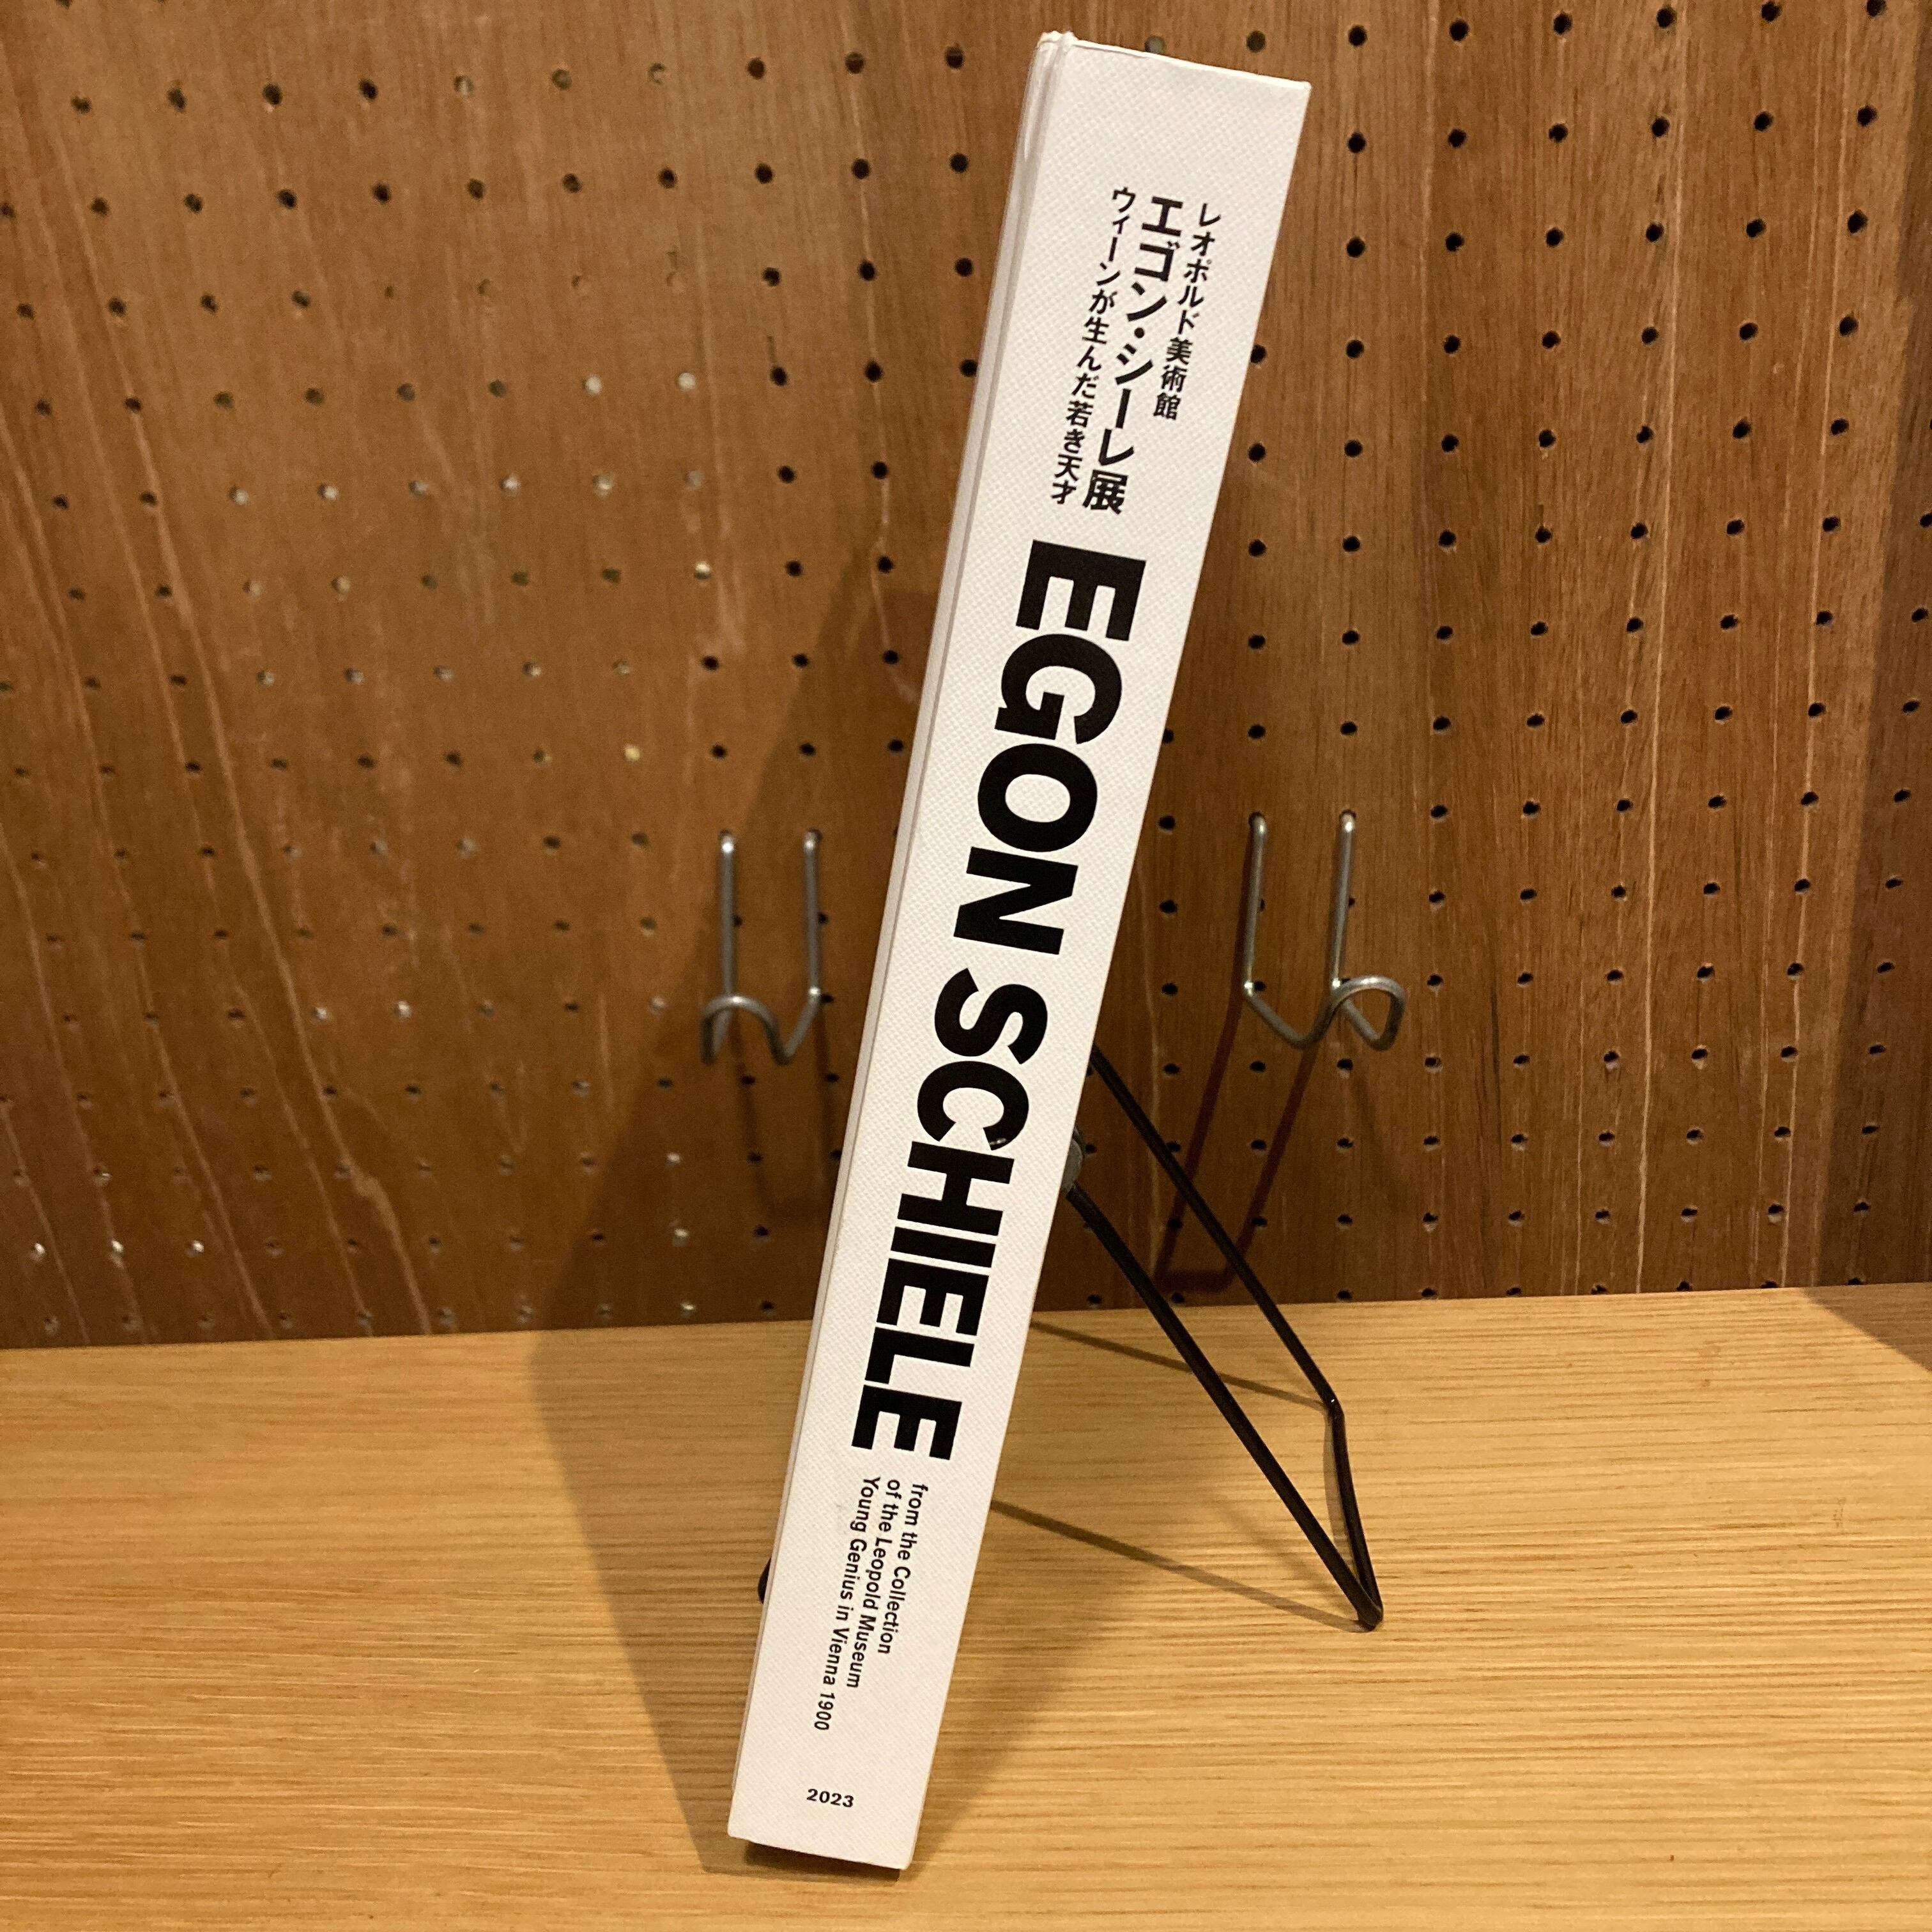 レオポルド美術館
エゴン・シーレ展
ウィーンが生んだ若き天才
EGON SCHIELE
from the Collection
of the Leopold Museum
Young Genius in Vienna 1900
2023